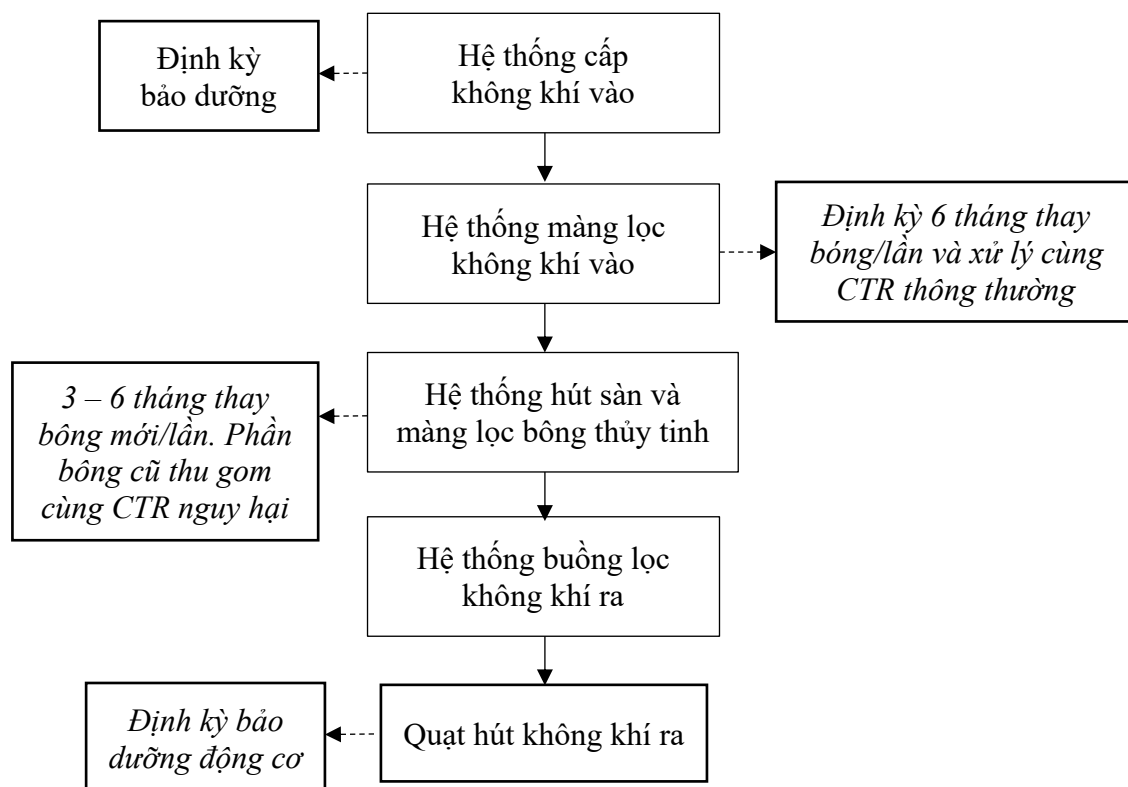 Định kỳ
bảo dưỡng
Hệ thống cấp
không khí vào
Hệ thống màng lọc
không khí vào
Định kỳ 6 tháng thay
bóng/lần và xử lý cùng
CTR thông thường
3 – 6 tháng thay
bông mới/lần. Phần
bông cũ thu gom
cùng CTR nguy hại
Hệ thống hút sàn và
màng lọc bông thủy tinh
Hệ thống buồng lọc
không khí ra
Định kỳ bảo
dưỡng động cơ
Quạt hút không khí ra